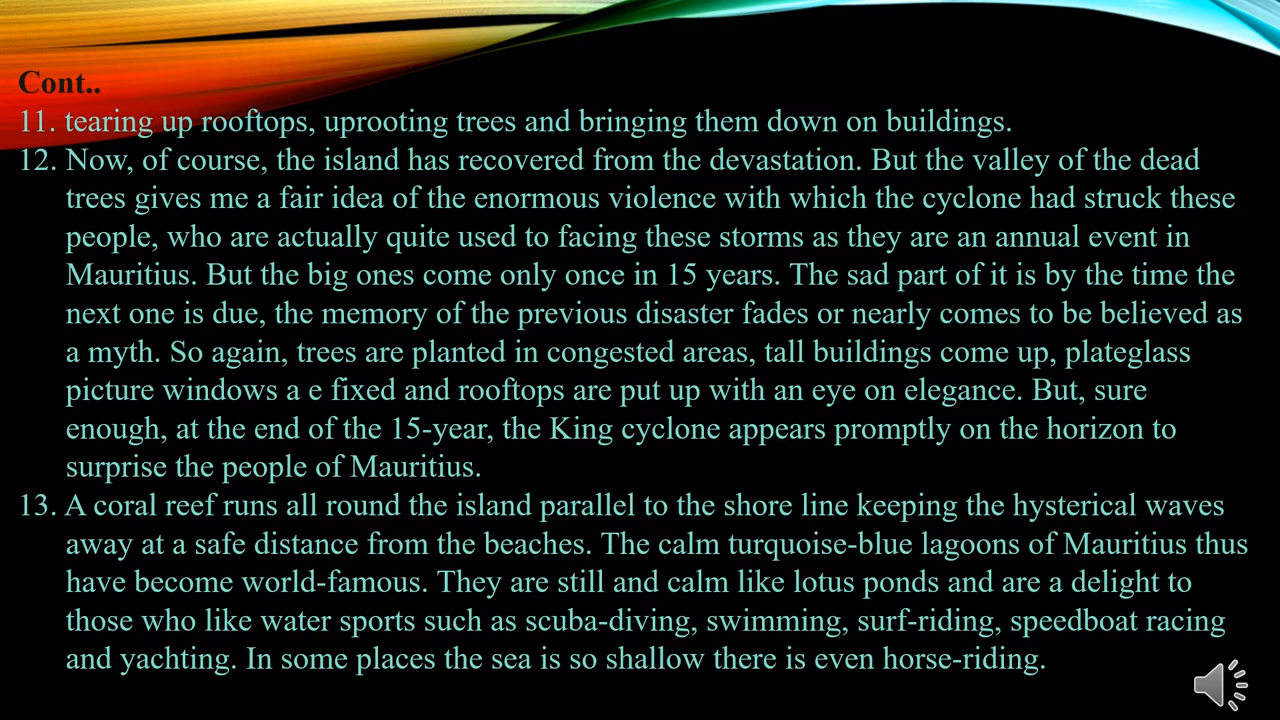 Cont..
11. tearing up rooftops, uprooting trees and bringing them down on buildings.
12. Now, of course, the island has recovered from the devastation. But the valley of the dead
trees gives me a fair idea of the enormous violence with which the cyclone had struck these
people, who are actually quite used to facing these storms as they are an annual event in
Mauritius. But the big ones come only once in 15 years. The sad part of it is by the time the
next one is due, the memory of the previous disaster fades or nearly comes to be believed as
a myth. So again, trees are planted in congested areas, tall buildings come up, plateglass
picture windows a e fixed and rooftops are put up with an eye on elegance. But, sure
enough, at the end of the 15-year, the King cyclone appears promptly on the horizon to
surprise the people of Mauritius.
13. A coral reef runs all round the island parallel to the shore line keeping the hysterical waves
away at a safe distance from the beaches. The calm turquoise-blue lagoons of Mauritius thus
have become world-famous. They are still and calm like lotus ponds and are a delight to
those who like water sports such as scuba-diving, swimming, surf-riding, speedboat racing
and yachting. In some places the sea is so shallow there is even horse-riding.